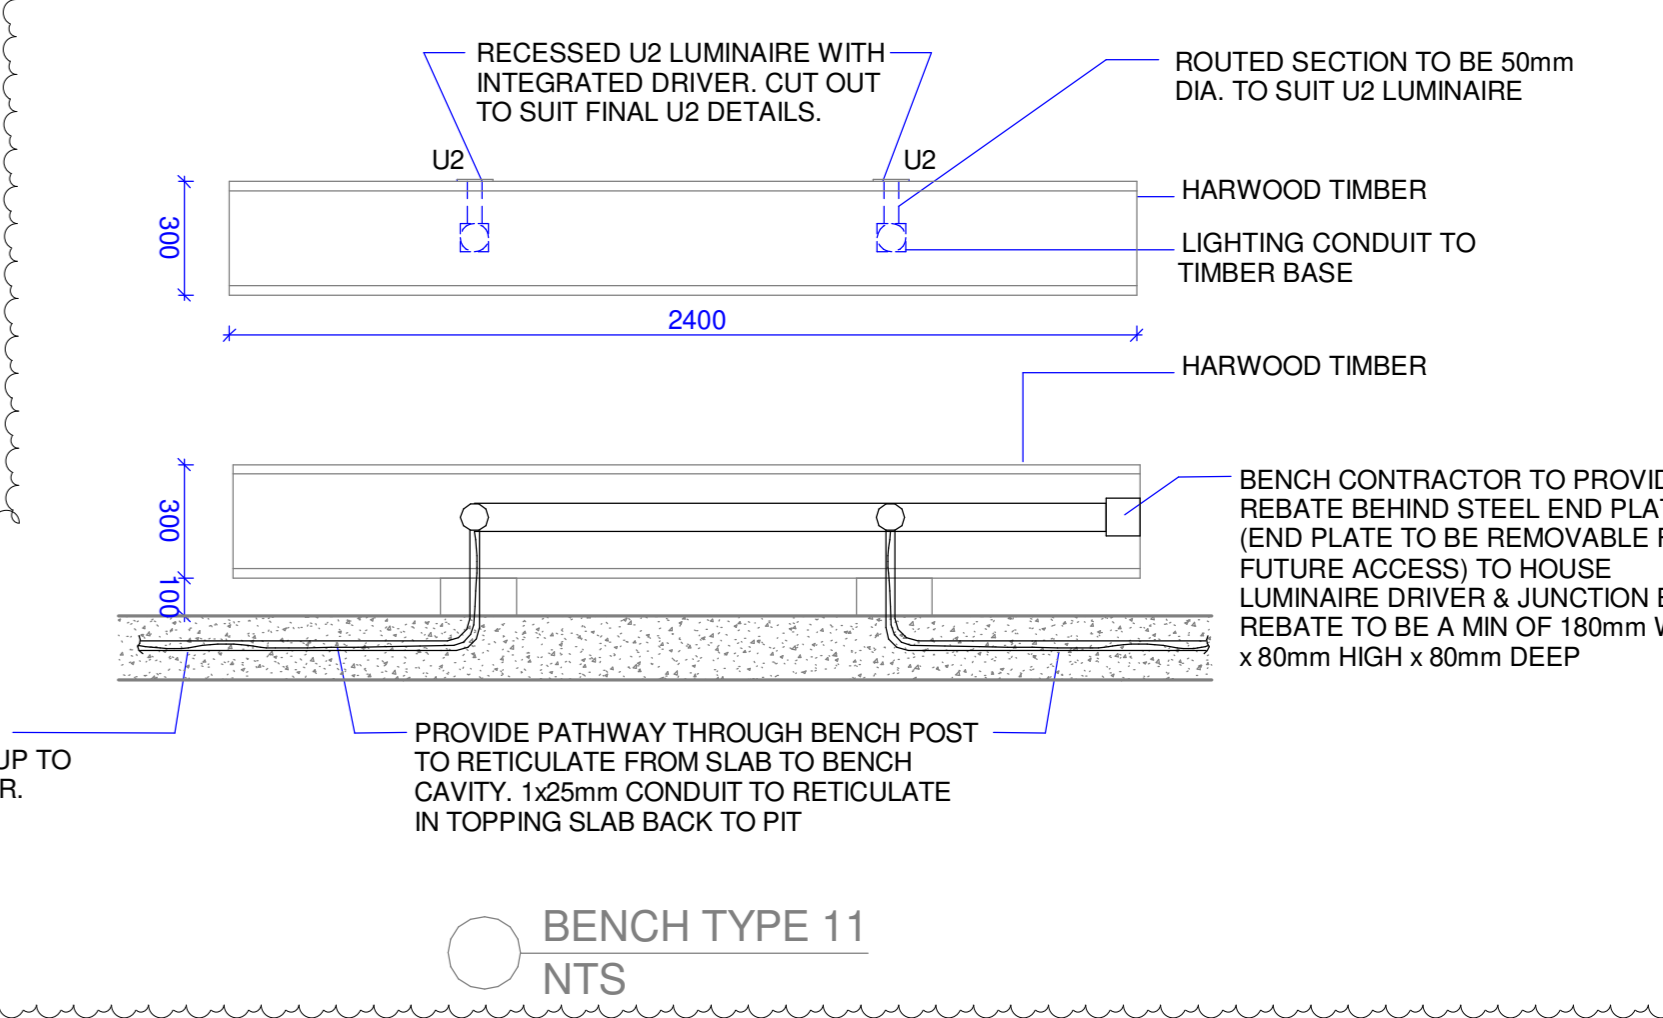 RECESSED U2 LUMINAIRE WITH
INTEGRATED DRIVER. CUT OUT
TO SUIT FINAL U2 DETAILS.
ROUTED SECTION TO BE 50mm
DIA. TO SUIT U2 LUMINAIRE
U2
U2
HARWOOD TIMBER
300
LIGHTING CONDUIT TO
TIMBER BASE
2400
HARWOOD TIMBER
300
100
BENCH CONTRACTOR TO
REBATE BEHIND STEEL END
(END PLATE TO BE REMOVABLE
FUTURE ACCESS) TO HOUSE
LUMINAIRE DRIVER & JUNCTION
REBATE TO BE A MIN OF 180mm
x 80mm HIGH x 80mm DEEP
UP TO
PROVIDE PATHWAY THROUGH BENCH POST
TO RETICULATE FROM SLAB TO BENCH
CAVITY. 1x25mm CONDUIT TO RETICULATE
IN TOPPING SLAB BACK TO PIT
BENCH TYPE 11
NTS